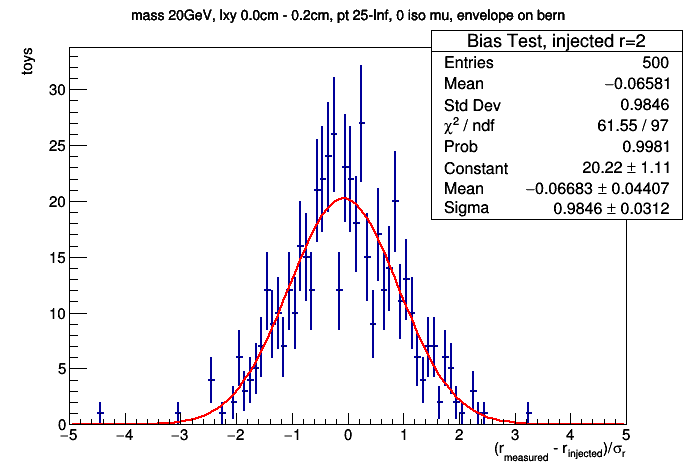 mass 20GeV, lxy 0.0cm - 0.2cm, pt 25-Inf, 0 iso mu, envelope on bern
toys
Bias Test, injected r=2
Entries 500
Mean −0.06581
Std Dev 0.9846
χ² / ndf 61.55 / 97
Prob 0.9981
Constant 20.22 ± 1.11
Mean −0.06683 ± 0.04407
Sigma 0.9846 ± 0.0312
30
25
20
15
10
5
0
−5 −4 −3 −2 −1 0 1 2 3 4 5
(r_measured - r_injected)/σ_r